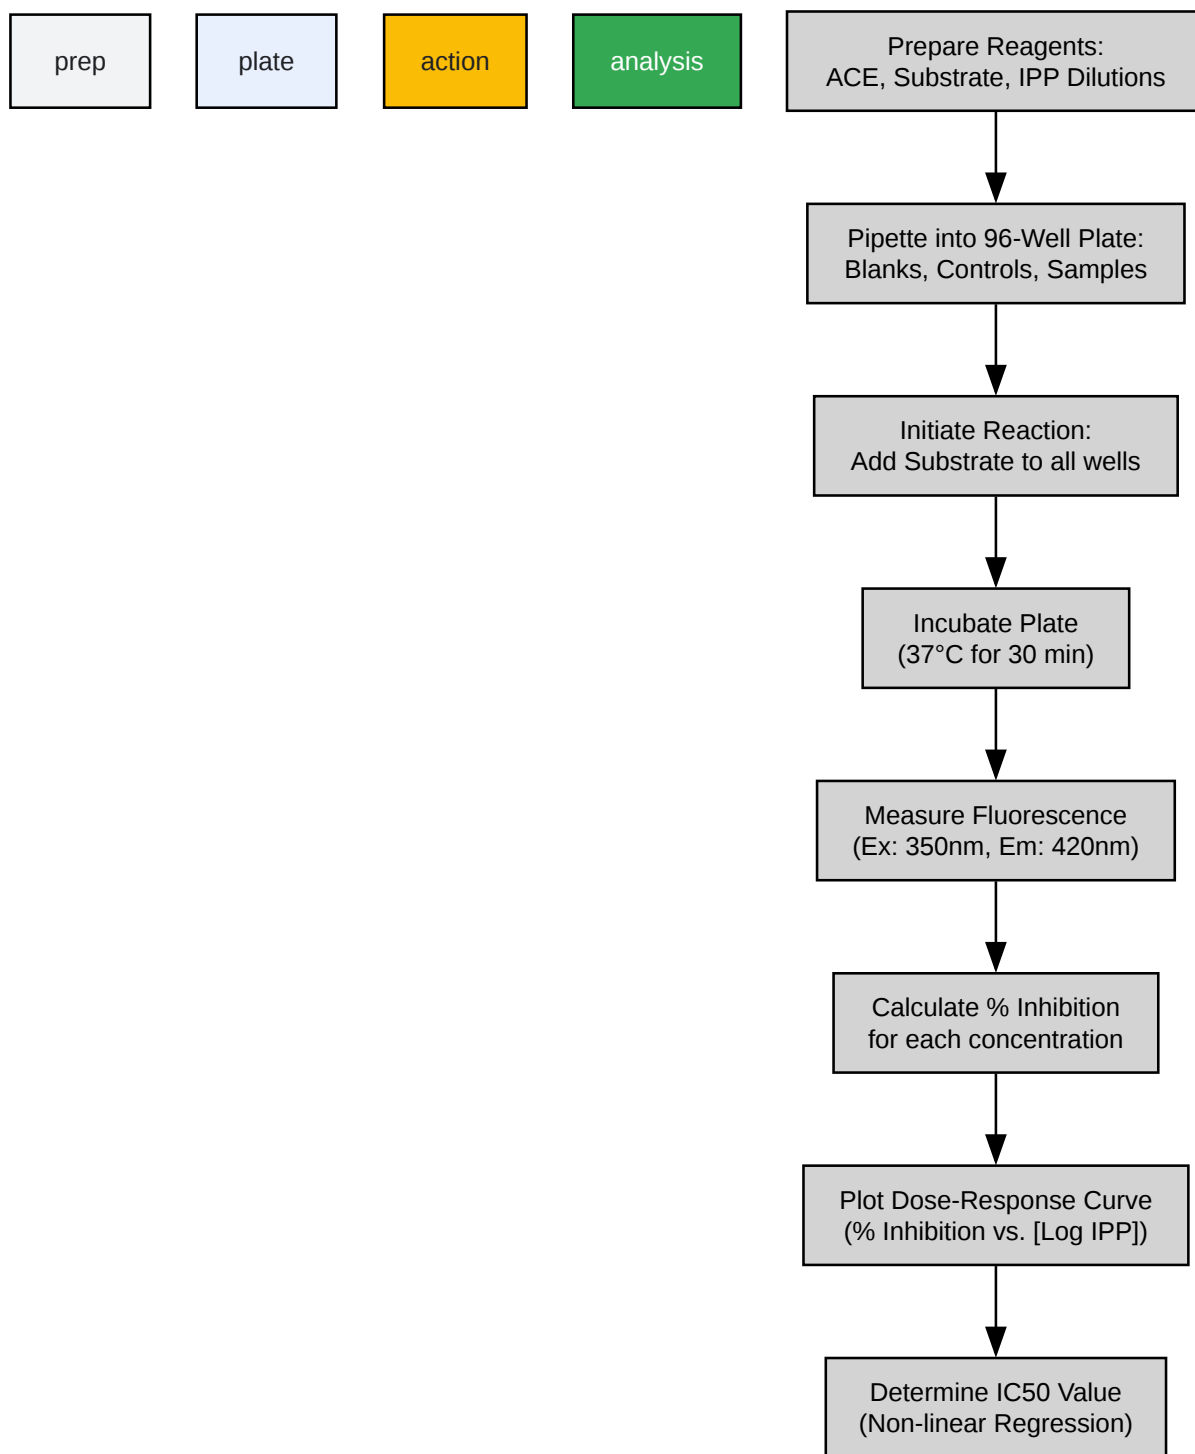 prep
plate
action
analysis
Prepare Reagents:
ACE, Substrate, IPP Dilutions
Pipette into 96-Well Plate:
Blanks, Controls, Samples
Initiate Reaction:
Add Substrate to all wells
Incubate Plate
(37°C for 30 min)
Measure Fluorescence
(Ex: 350nm, Em: 420nm)
Calculate % Inhibition
for each concentration
Plot Dose-Response Curve
(% Inhibition vs. [Log IPP])
Determine IC50 Value
(Non-linear Regression)